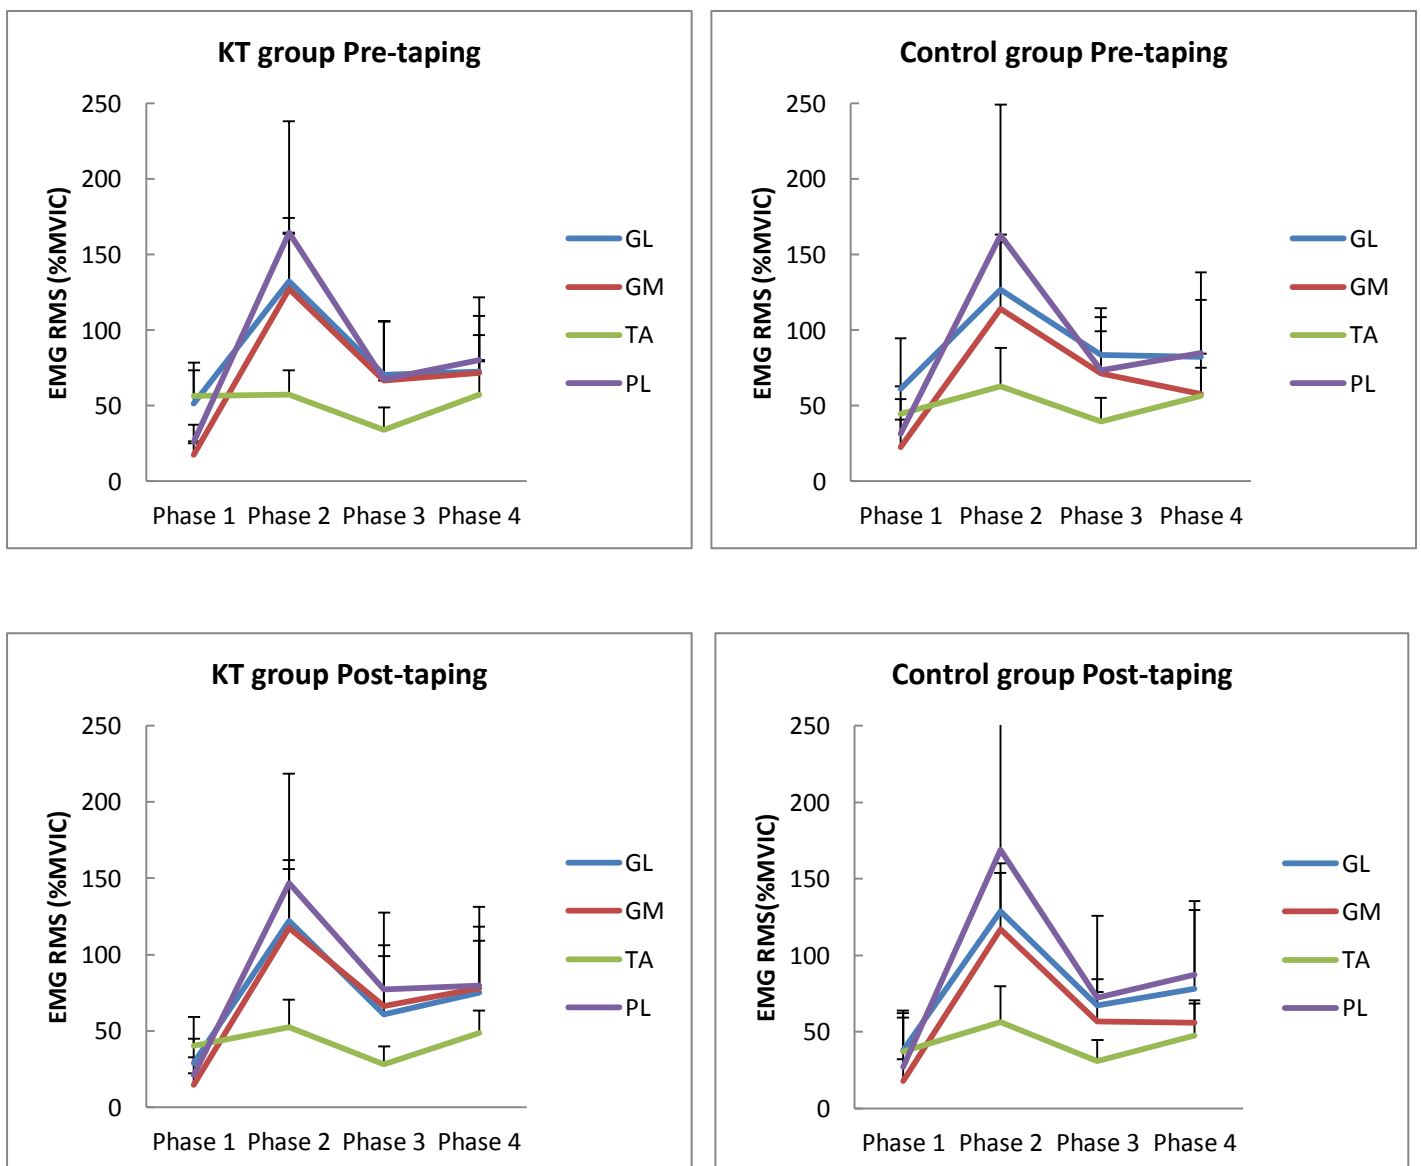 KT group Pre-taping
EMG RMS (%MVIC)
250
200
150
100
50
0
Phase 1 Phase 2 Phase 3 Phase 4
GL
GM
TA
PL
Control group Pre-taping
EMG RMS (%MVIC)
250
200
150
100
50
0
Phase 1 Phase 2 Phase 3 Phase 4
GL
GM
TA
PL
KT group Post-taping
EMG RMS (%MVIC)
250
200
150
100
50
0
Phase 1 Phase 2 Phase 3 Phase 4
GL
GM
TA
PL
Control group Post-taping
EMG RMS(%MVIC)
250
200
150
100
50
0
Phase 1 Phase 2 Phase 3 Phase 4
GL
GM
TA
PL